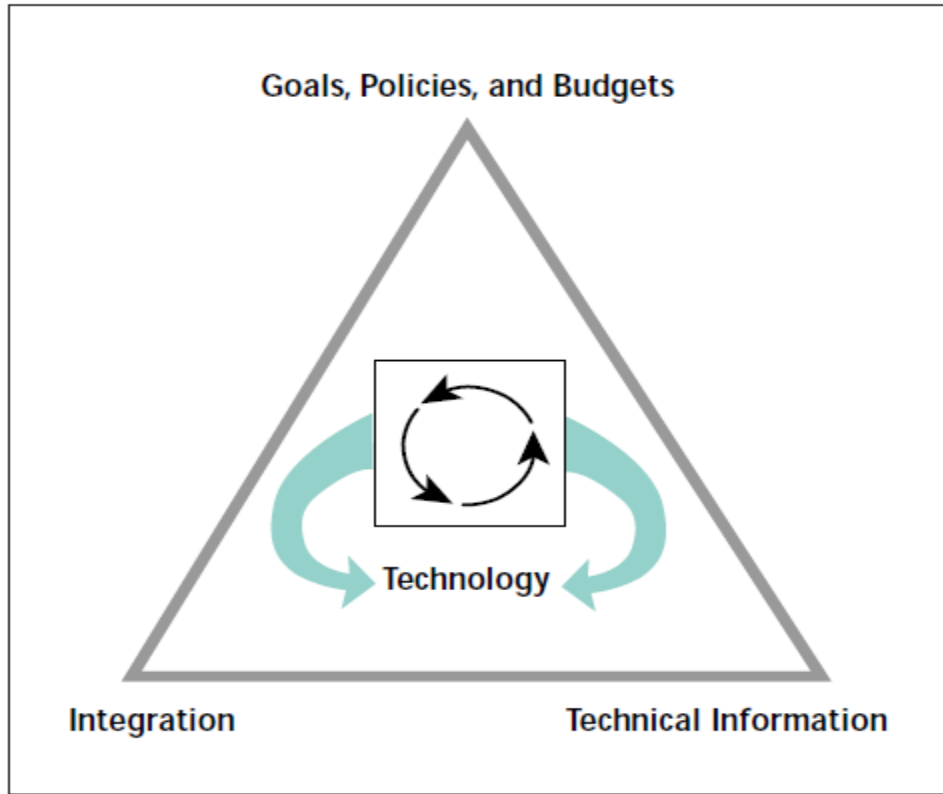 Goals, Policies, and Budgets
Technology
Integration
Technical Information